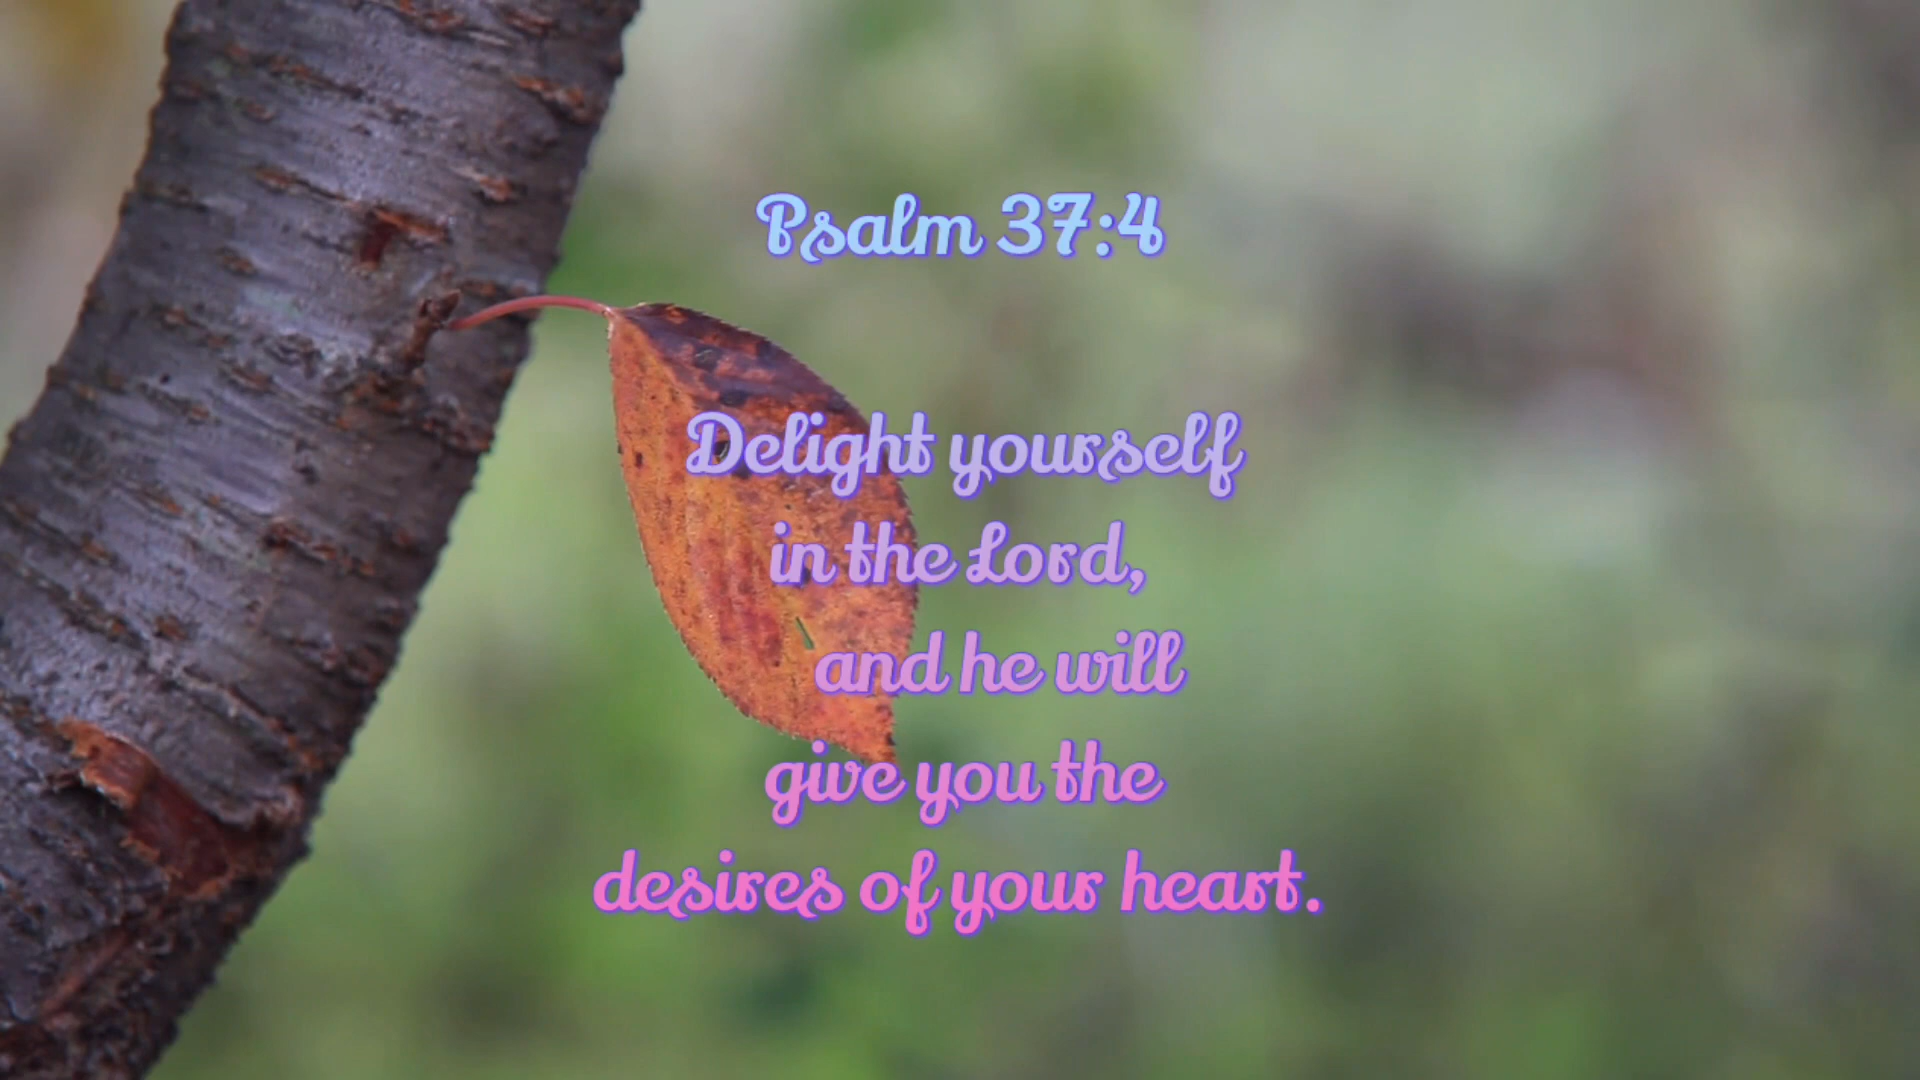 Psalm 37:4
Delight yourself
in the Lord,
and he will
give you the
desires of your heart.